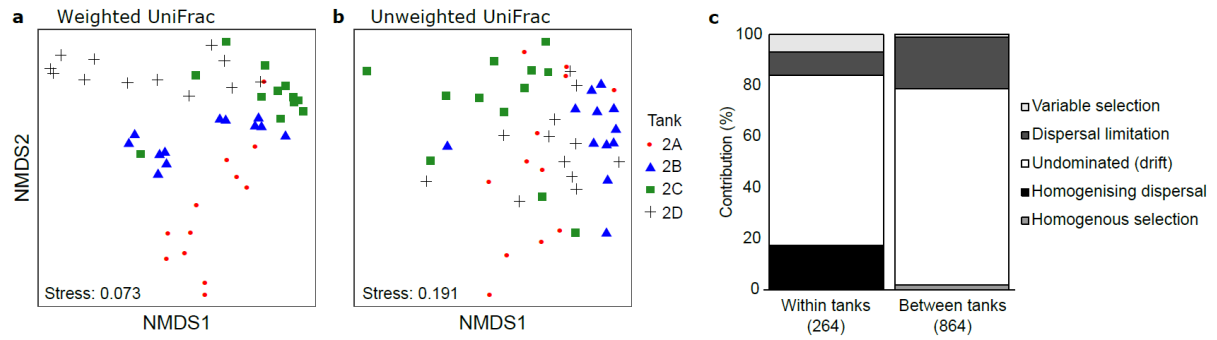 a Weighted UniFrac
NMDS2
Stress: 0.073
NMDS1
b Unweighted UniFrac
Stress: 0.191
NMDS1
Tank
2A
2B
2C
2D
c
Contribution (%)
100
80
60
40
20
0
Within tanks
(264)
Between tanks
(864)
Variable selection
Dispersal limitation
Undominated (drift)
Homogenising dispersal
Homogenous selection